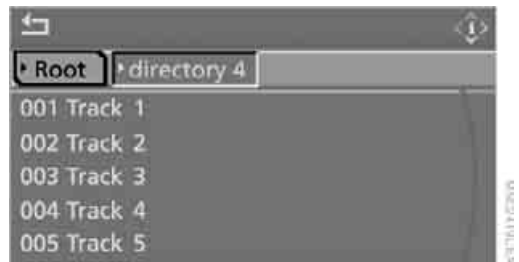 Root directory 4
001 Track 1
002 Track 2
003 Track 3
004 Track 4
005 Track 5